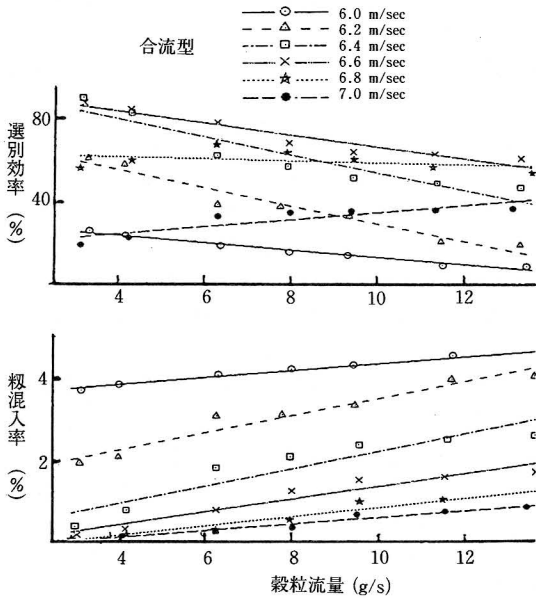 合流型
6.0 m/sec
6.2 m/sec
6.4 m/sec
6.6 m/sec
6.8 m/sec
7.0 m/sec
選別効率 (%)
80
40
4 6 8 10 12
籾混入率 (%)
4
2
4 6 8 10 12
穀粒流量 (g/s)